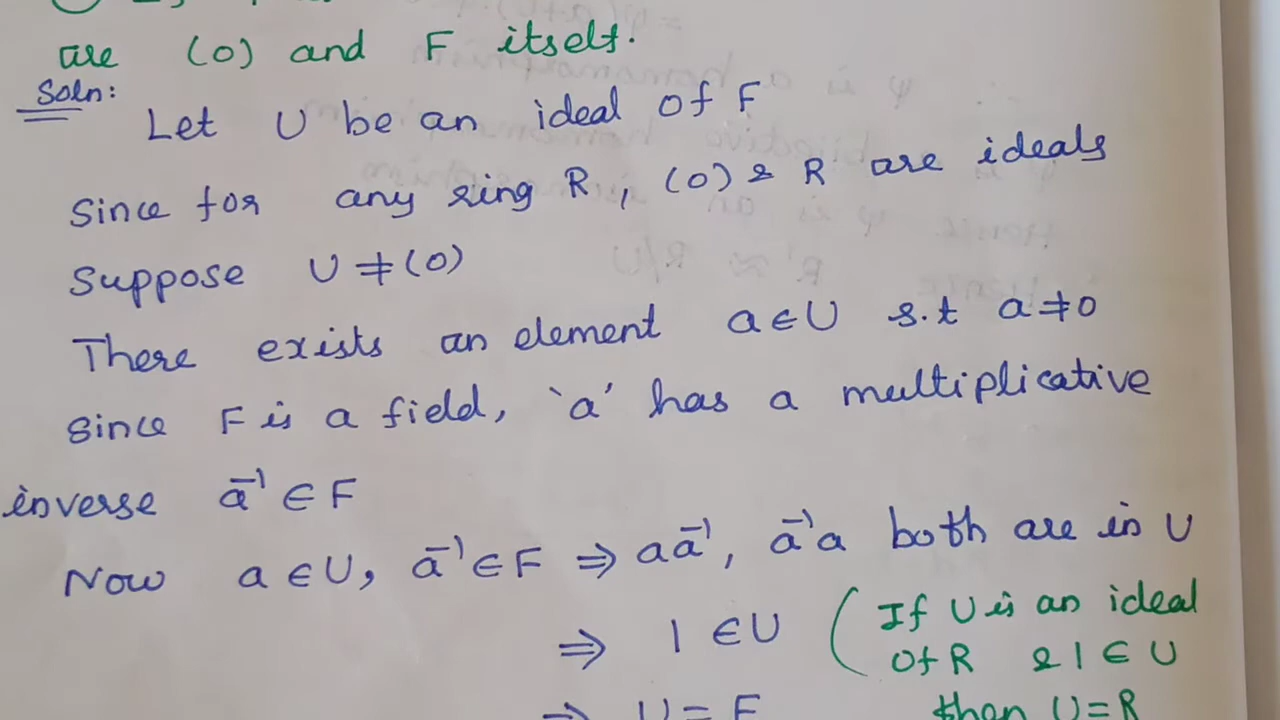 are (0) and F itself.
Soln:
Let U be an ideal of F
Since for any ring R, (0) & R are ideals
Suppose U ≠ (0)
There exists an element a ∈ U s.t a ≠ 0
Since F is a field, 'a' has a multiplicative
inverse a⁻¹ ∈ F
Now a ∈ U, a⁻¹ ∈ F ⇒ aa⁻¹, a⁻¹a both are in U
⇒ 1 ∈ U (If U is an ideal
of R & 1 ∈ U
⇒ U = F then U = R